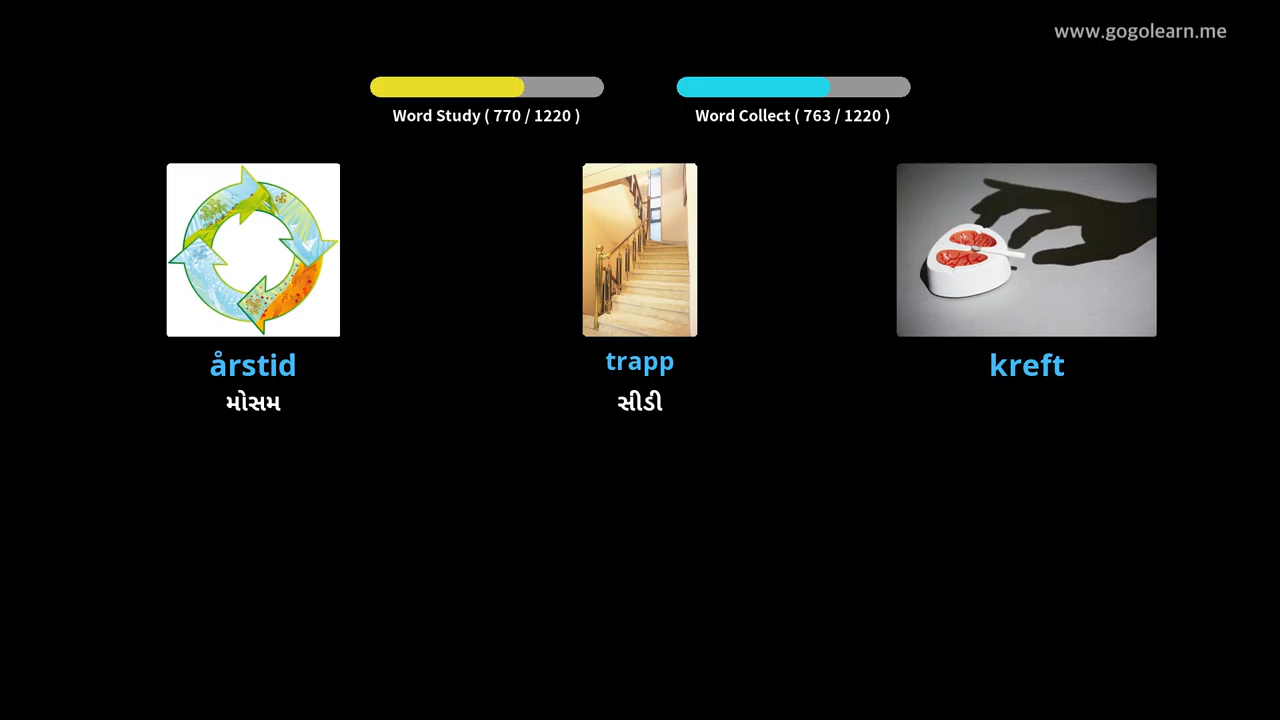 www.gogolearn.me
Word Study ( 770 / 1220 )
Word Collect ( 763 / 1220 )
årstid
trapp
kreft
મોસમ
સીડી